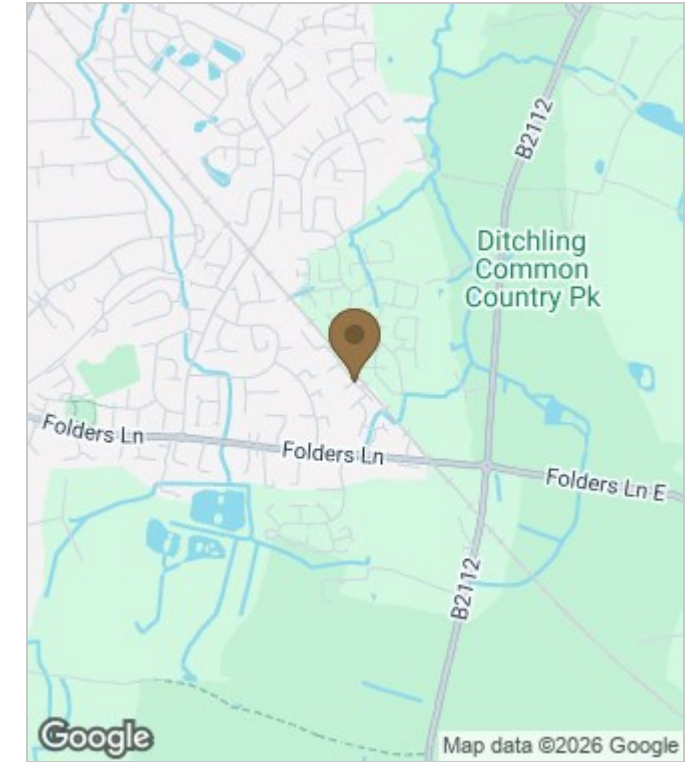 B2112
Ditchling
Common
Country Pk
Folders Ln
Folders Ln
Folders Ln E
B2112
Google
Map data ©2026 Google